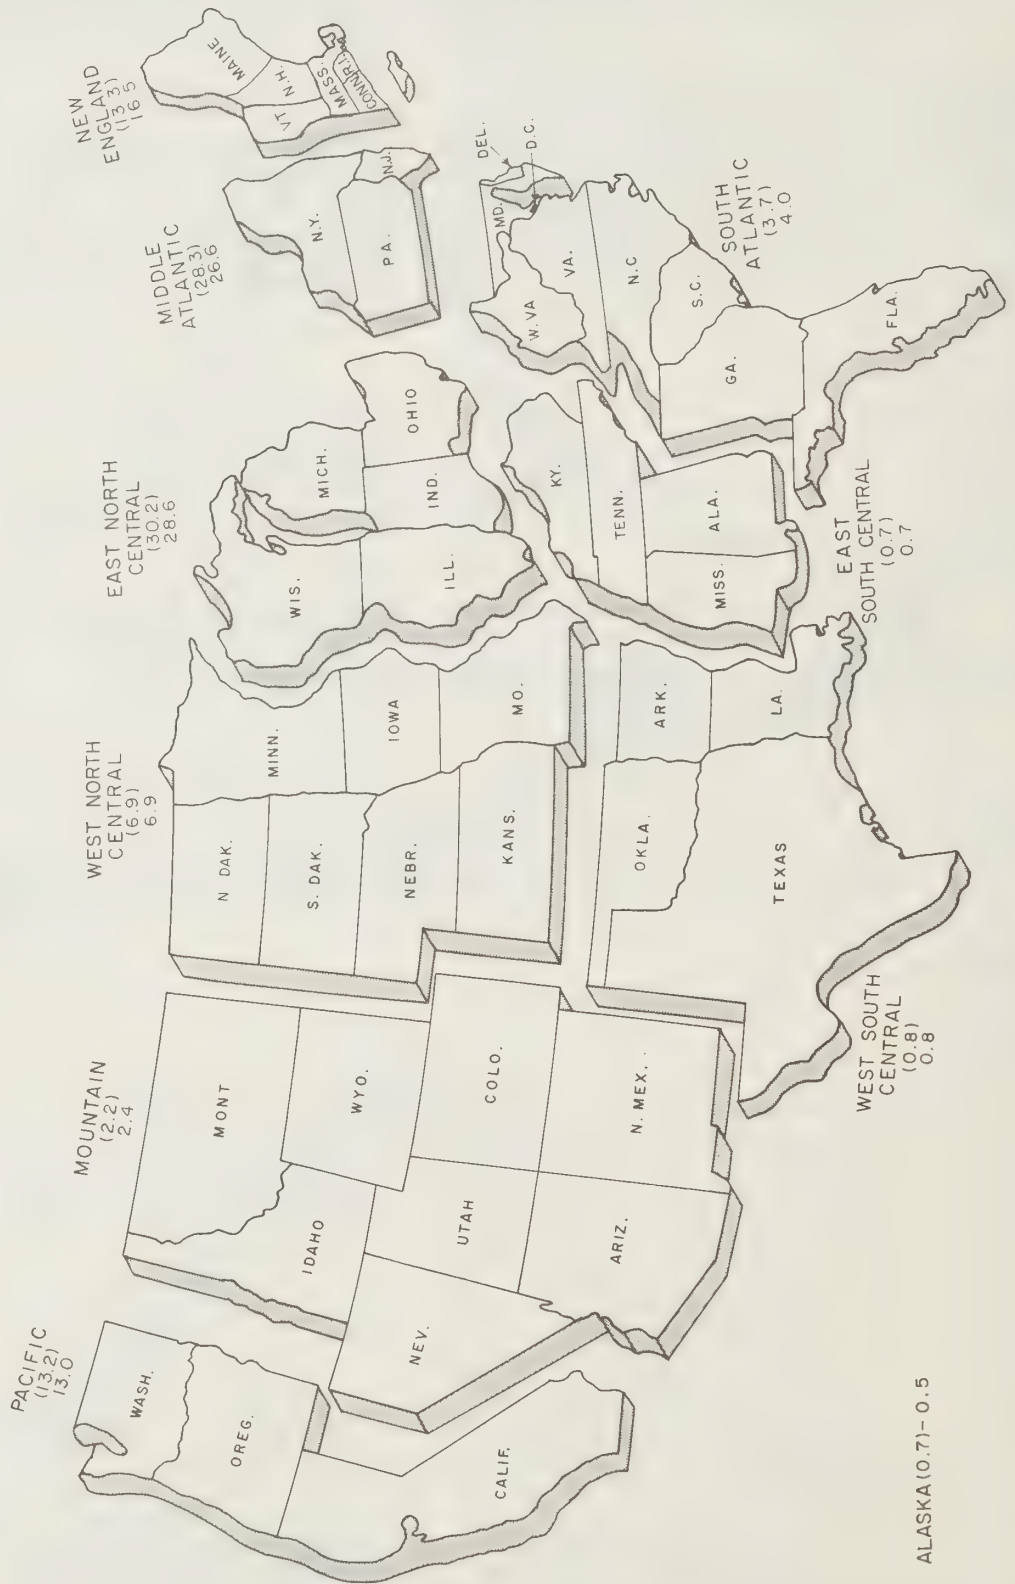 PACIFIC
(13.2)
13.0
MOUNTAIN
(2.2)
2.4
WEST NORTH
CENTRAL
(6.9)
6.9
EAST NORTH
CENTRAL
(30.2)
28.6
MIDDLE
ATLANTIC
(28.3)
26.6
NEW
ENGLAND
(13.3)
16 5
WASH.
OREG.
CALIF.
MONT
IDAHO
WYO.
NEV.
UTAH
COLO.
ARIZ.
N. MEX.
N DAK.
S. DAK.
NEBR.
KANS.
MINN.
IOWA
MO.
WIS.
MICH.
ILL.
IND.
OHIO
N.Y.
PA.
N.J.
MAINE
VT
N.H.
MASS.
CONN.
R.I.
OKLA.
TEXAS
ARK.
LA.
KY.
TENN.
MISS.
ALA.
DEL.
D.C.
MD.
W. VA
VA.
N.C
S.C.
GA.
FLA.
WEST SOUTH
CENTRAL
(0.8)
0.8
EAST
SOUTH CENTRAL
(0.7)
0.7
SOUTH
ATLANTIC
(3.7)
4.0
ALASKA (0.7)- 0.5